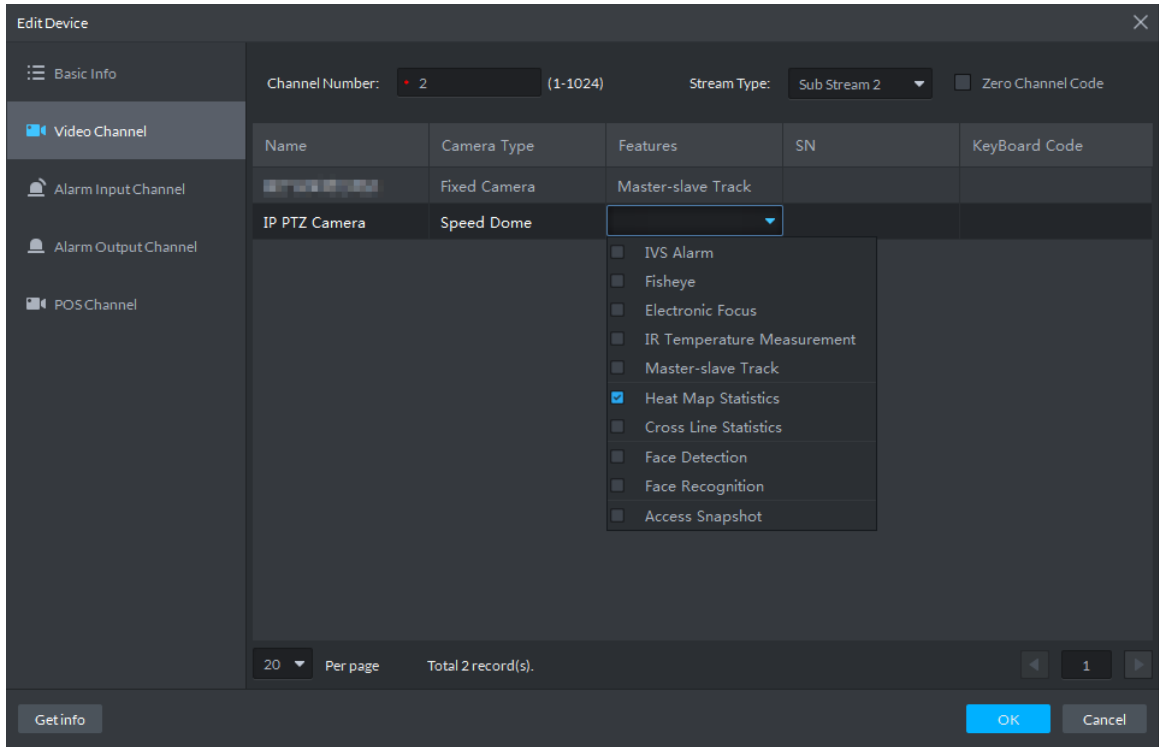 Edit Device
Basic Info
Video Channel
Alarm Input Channel
Alarm Output Channel
POS Channel
Channel Number: * 2 (1-1024) Stream Type: Sub Stream 2 Zero Channel Code
Name Camera Type Features SN KeyBoard Code
Fixed Camera Master-slave Track
IP PTZ Camera Speed Dome
IVS Alarm
Fisheye
Electronic Focus
IR Temperature Measurement
Master-slave Track
Heat Map Statistics
Cross Line Statistics
Face Detection
Face Recognition
Access Snapshot
20 Per page Total 2 record(s). 1
Get info OK Cancel